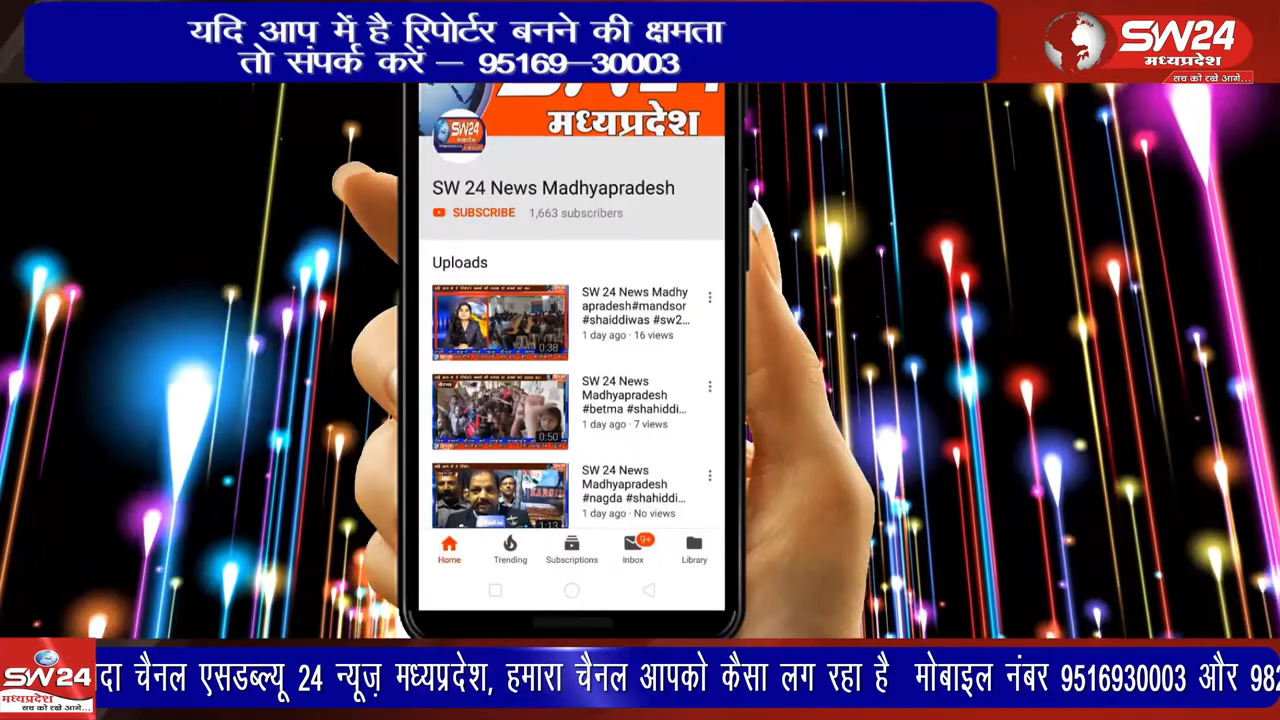 यदि आप में है रिपोर्टर बनने की क्षमता
तो संपर्क करें – 95169–30003
SW24
मध्यप्रदेश
सच को रखे आगे...
मध्यप्रदेश
SW24
SW 24 News Madhyapradesh
SUBSCRIBE 1,663 subscribers
Uploads
SW 24 News Madhy
apradesh#mandsor
#shaiddiwas #sw2...
1 day ago · 16 views
0:38
SW 24 News
Madhyapradesh
#betma #shahiddi...
1 day ago · 7 views
0:50
SW 24 News
Madhyapradesh
#nagda #shahiddi...
1 day ago · No views
1:13
9+
Home Trending Subscriptions Inbox Library
SW24
मध्यप्रदेश
सच को रखे आगे...
दा चैनल एसडब्ल्यू 24 न्यूज़ मध्यप्रदेश, हमारा चैनल आपको कैसा लग रहा है मोबाइल नंबर 9516930003 और 982